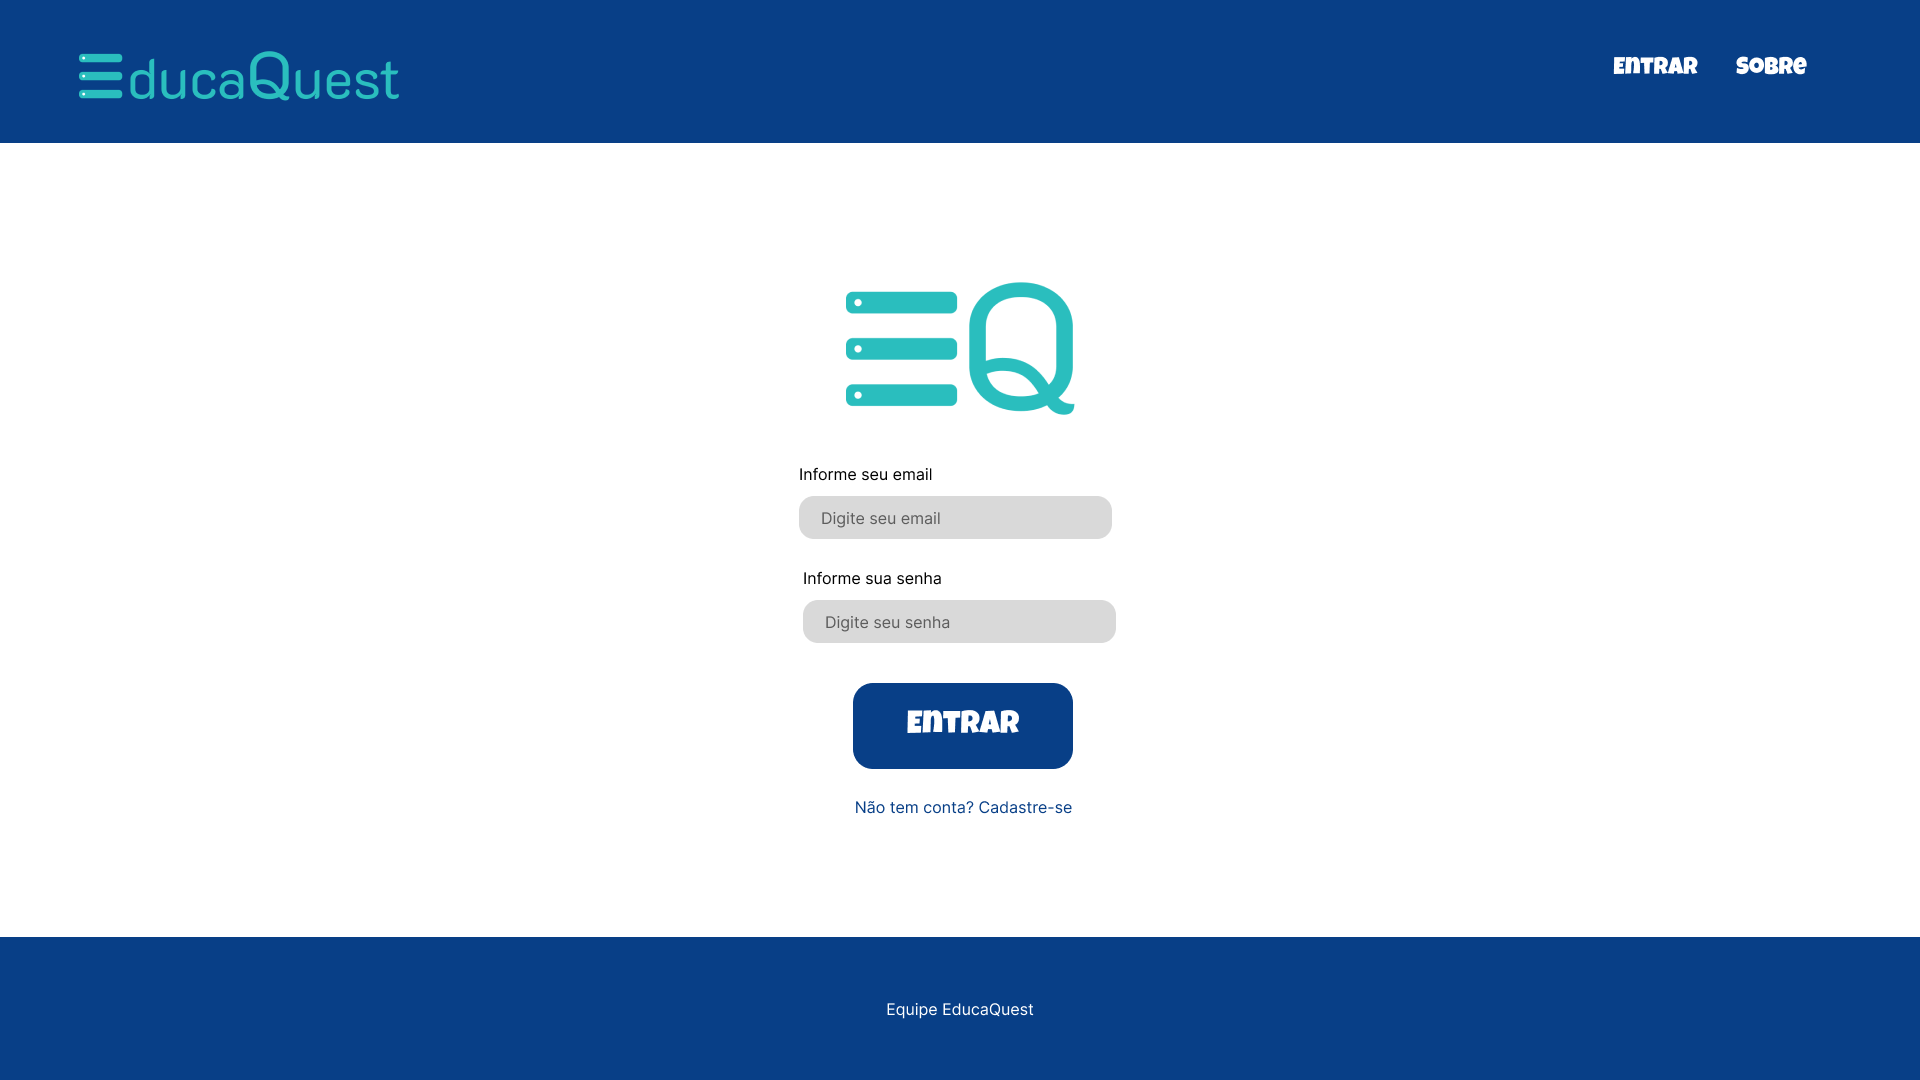 EducaQuest
ENTRAR
SOBRE
EQ
Informe seu email
Digite seu email
Informe sua senha
Digite seu senha
ENTRAR
Não tem conta? Cadastre-se
Equipe EducaQuest